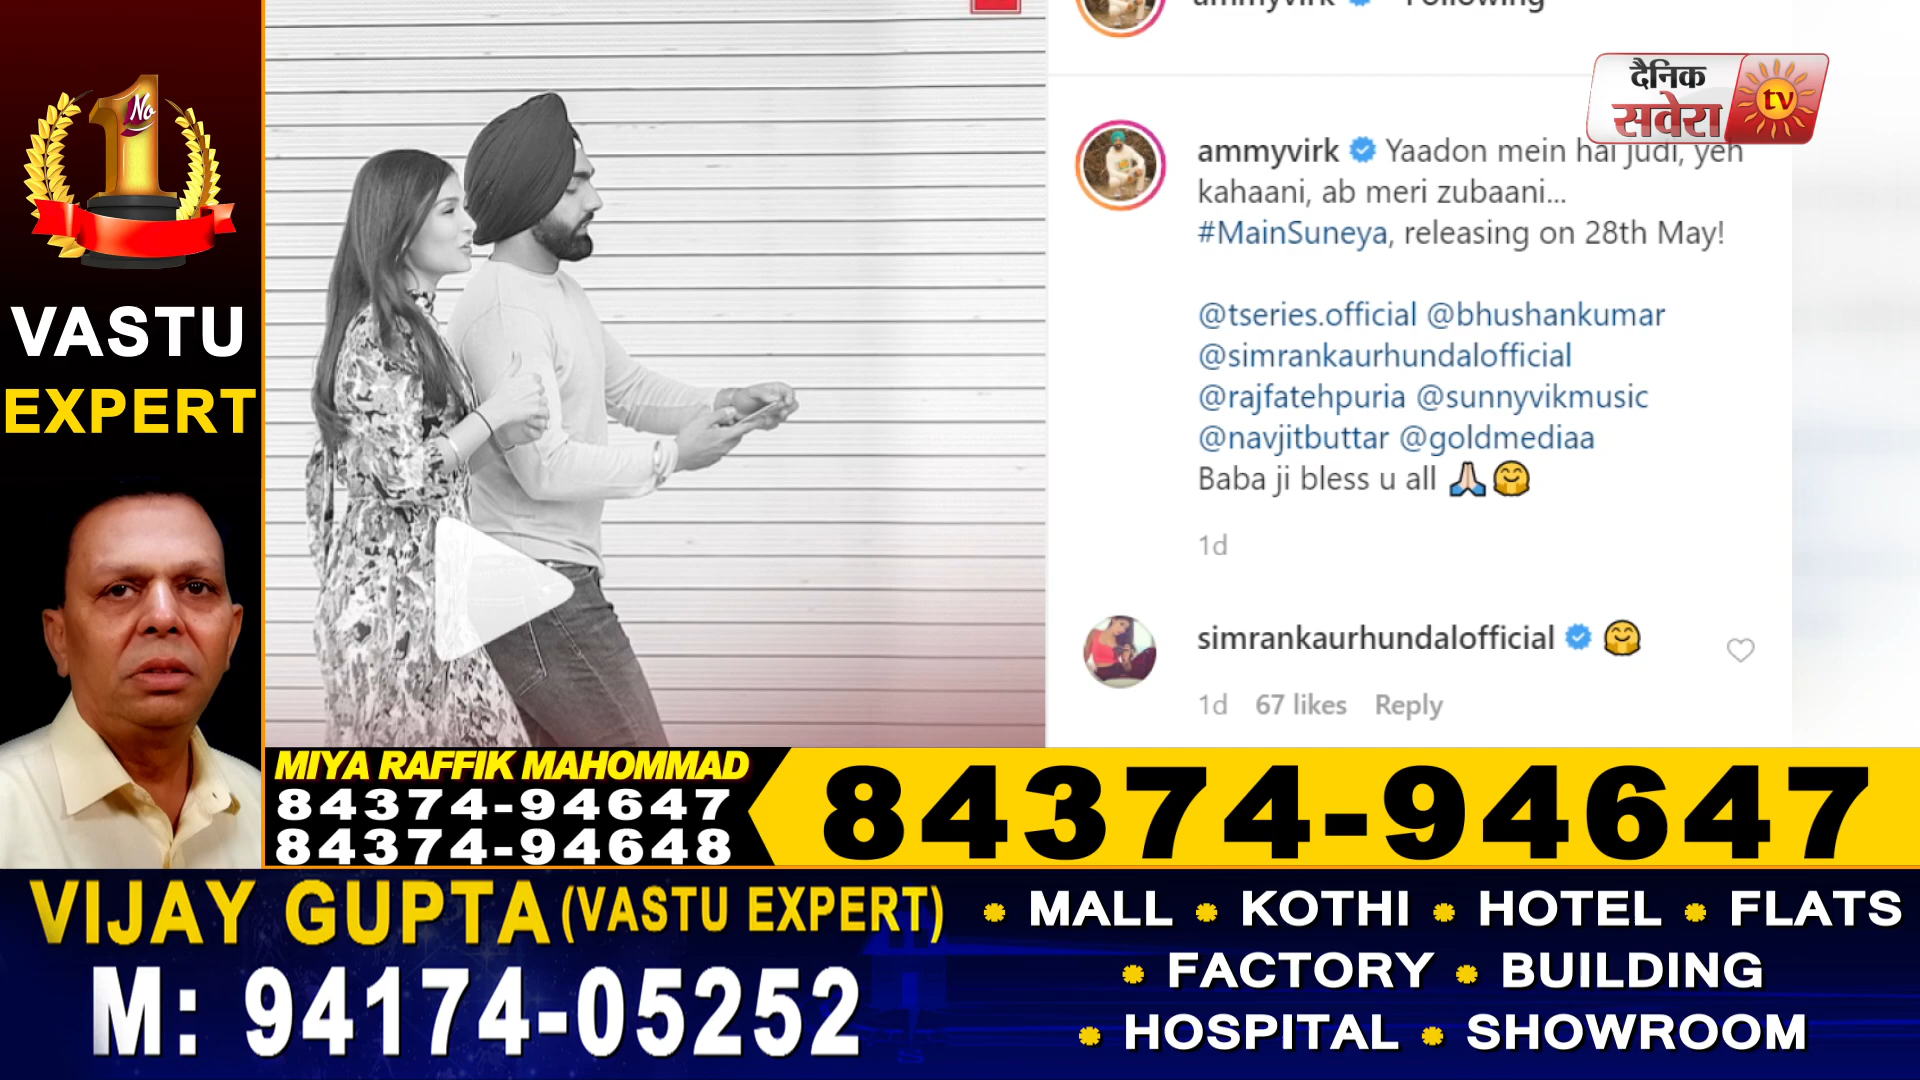 No
1
VASTU
EXPERT
ammyvirk Following
दैनिक
सवेरा
tv
ammyvirk Yaadon mein hai judi, yeh
kahaani, ab meri zubaani...
#MainSuneya, releasing on 28th May!
@tseries.official @bhushankumar
@simrankaurhundalofficial
@rajfatehpuria @sunnyvikmusic
@navjitbuttar @goldmediaa
Baba ji bless u all 🙏🏻🤗
1d
simrankaurhundalofficial 🤗
1d 67 likes Reply
MIYA RAFFIK MAHOMMAD
84374-94647
84374-94648
84374-94647
VIJAY GUPTA (VASTU EXPERT)
M: 94174-05252
• MALL • KOTHI • HOTEL • FLATS
• FACTORY • BUILDING
• HOSPITAL • SHOWROOM